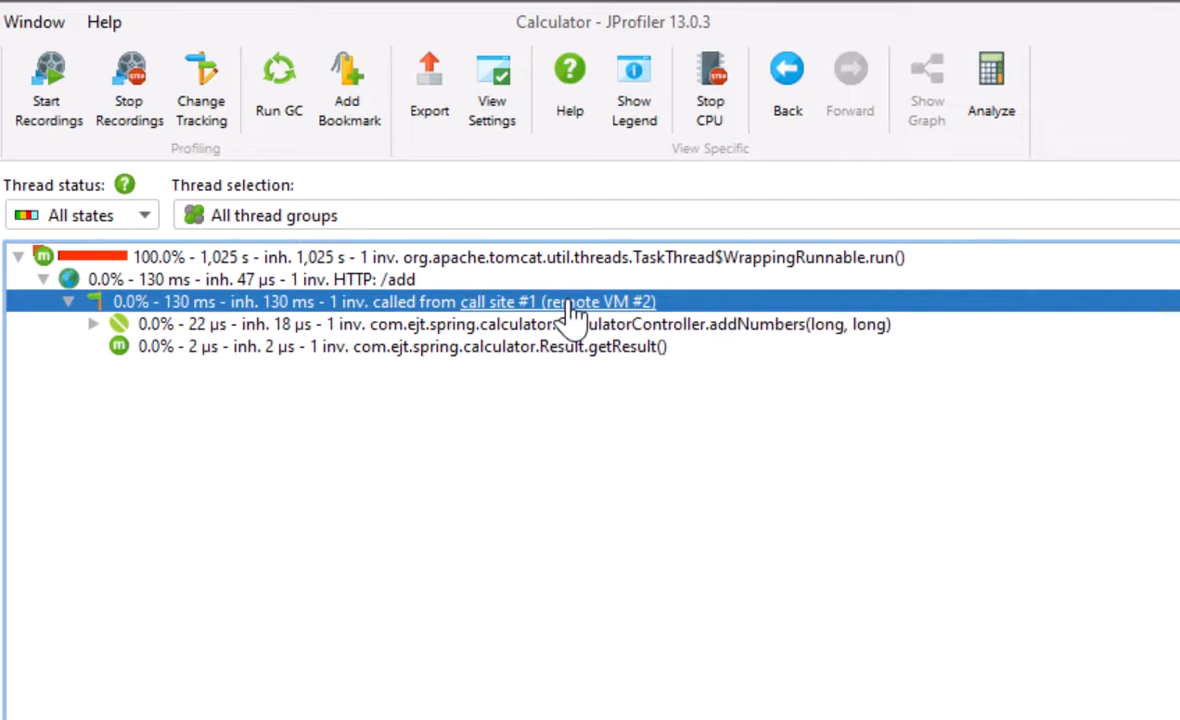 Window Help Calculator - JProfiler 13.0.3
Start Recordings
Stop Recordings
Change Tracking
Run GC
Add Bookmark
Export
View Settings
Help
Show Legend
Stop CPU
Back
Forward
Show Graph
Analyze
Profiling
View Specific
Thread status: ? Thread selection:
All states All thread groups
m 100.0% - 1,025 s - inh. 1,025 s - 1 inv. org.apache.tomcat.util.threads.TaskThread$WrappingRunnable.run()
0.0% - 130 ms - inh. 47 µs - 1 inv. HTTP: /add
0.0% - 130 ms - inh. 130 ms - 1 inv. called from call site #1 (remote VM #2)
0.0% - 22 µs - inh. 18 µs - 1 inv. com.ejt.spring.calculator. ulatorController.addNumbers(long, long)
m 0.0% - 2 µs - inh. 2 µs - 1 inv. com.ejt.spring.calculator.Result.getResult()